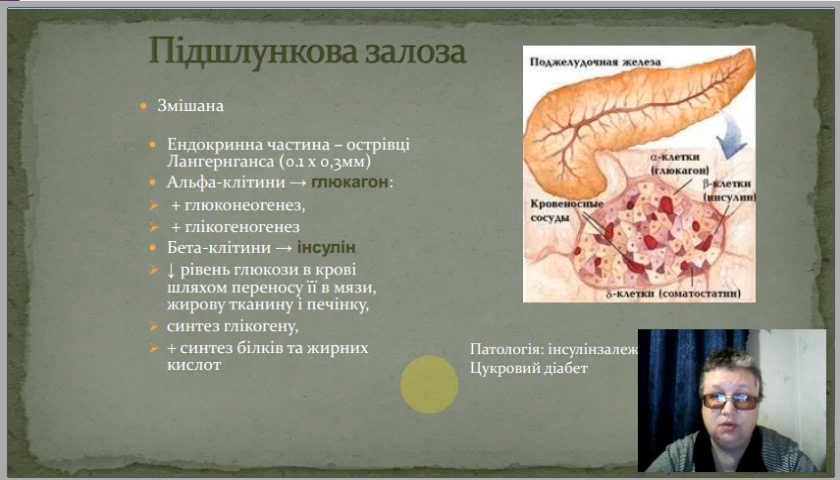 Підшлункова залоза
Змішана
Ендокринна частина – острівці
Лангернганса (0.1 х 0,3мм)
Альфа-клітини → глюкагон:
+ глюконеогенез,
+ глікогеногенез
Бета-клітини → інсулін
↓ рівень глюкози в крові
шляхом переносу її в мязи,
жирову тканину і печінку,
синтез глікогену,
+ синтез білків та жирних
кислот
Поджелудочная железа
α-клетки
(глюкагон)
β-клетки
(инсулин)
Кровеносные
сосуды
δ-клетки (соматостатин)
Патологія: інсулінзалеж
Цукровий діабет